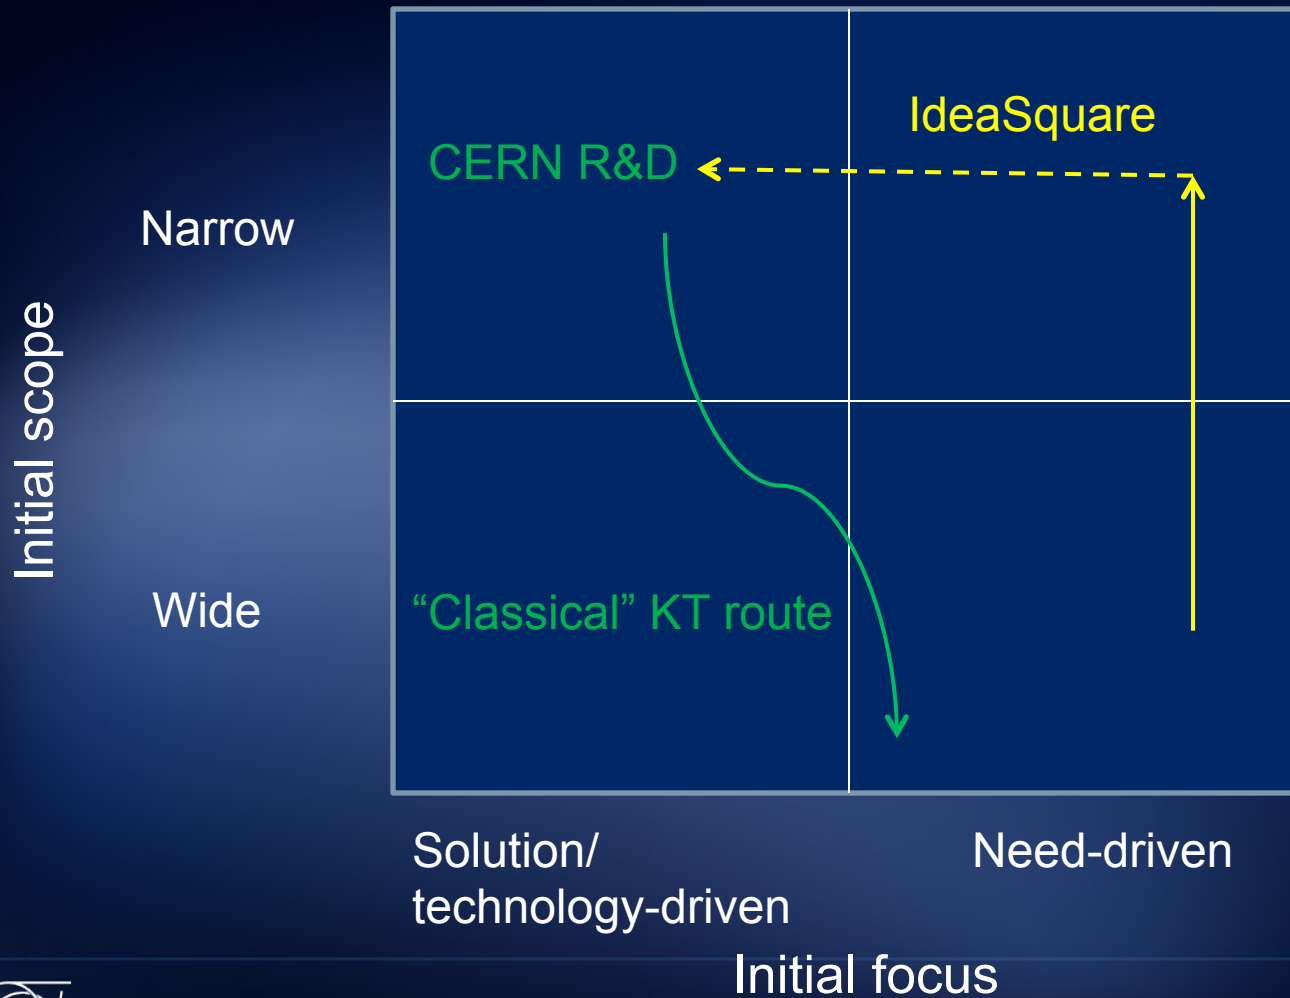 IdeaSquare
CERN R&D
Narrow
Initial scope
Wide
“Classical” KT route
Solution/
technology-driven
Need-driven
Initial focus